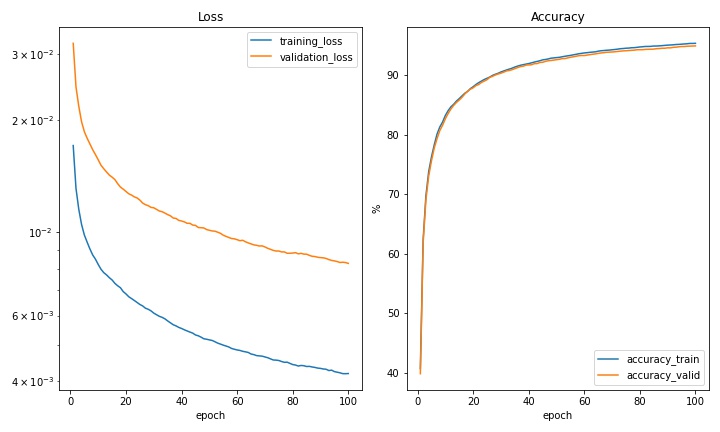 Loss
training_loss
validation_loss
3 × 10⁻²
2 × 10⁻²
10⁻²
6 × 10⁻³
4 × 10⁻³
0 20 40 60 80 100
epoch
Accuracy
%
90
80
70
60
50
40
accuracy_train
accuracy_valid
0 20 40 60 80 100
epoch